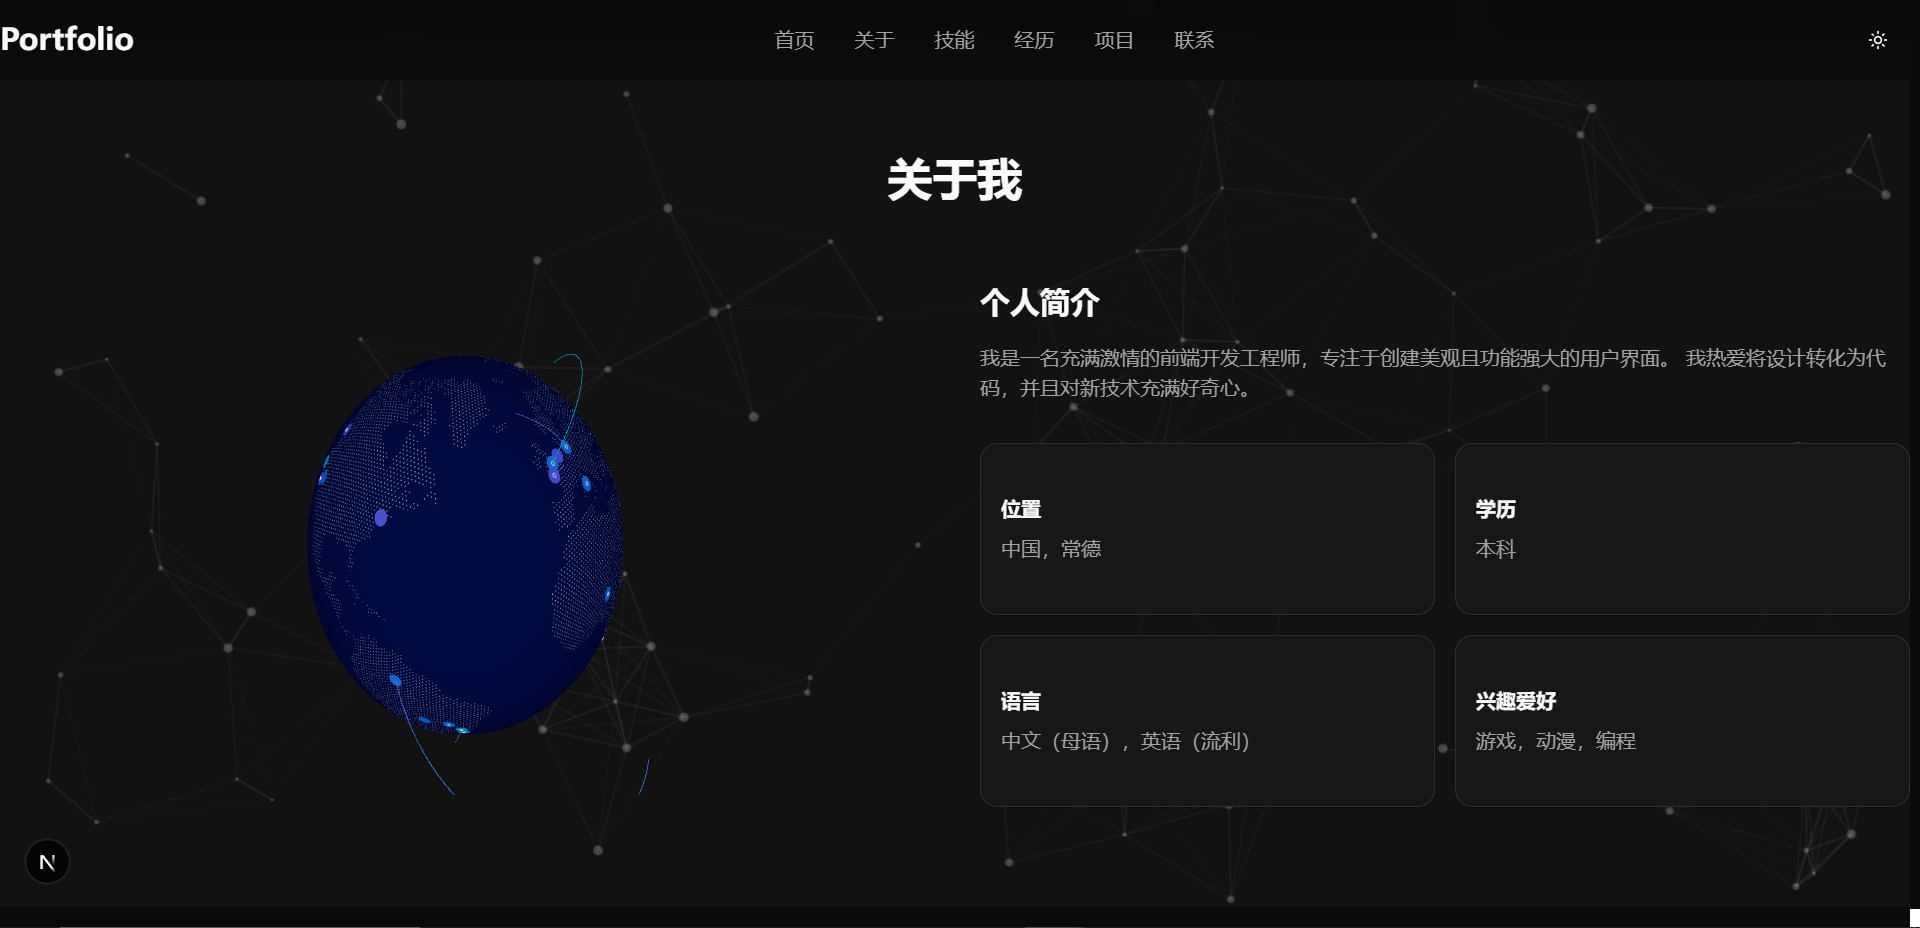 Portfolio
首页 关于 技能 经历 项目 联系
关于我
个人简介
我是一名充满激情的前端开发工程师，专注于创建美观且功能强大的用户界面。 我热爱将设计转化为代
码，并且对新技术充满好奇心。
位置
中国，常德
学历
本科
语言
中文（母语），英语（流利）
兴趣爱好
游戏，动漫，编程
N